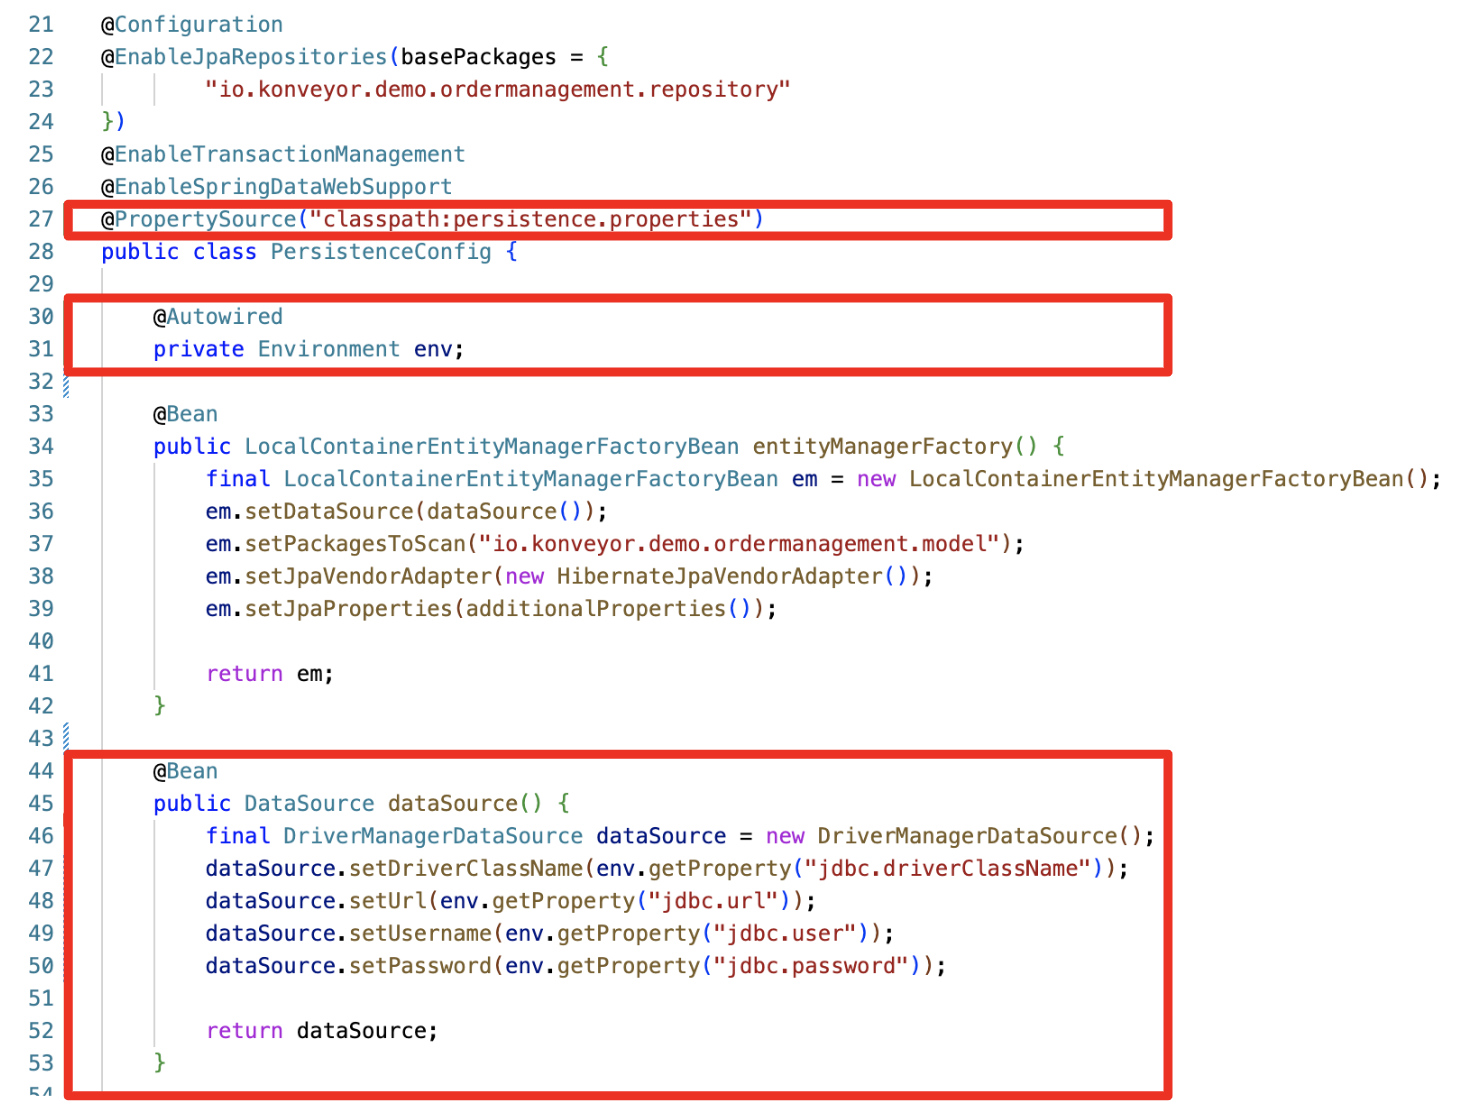 21 @Configuration
22 @EnableJpaRepositories(basePackages = {
23 "io.konveyor.demo.ordermanagement.repository"
24 })
25 @EnableTransactionManagement
26 @EnableSpringDataWebSupport
27 @PropertySource("classpath:persistence.properties")
28 public class PersistenceConfig {
29
30 @Autowired
31 private Environment env;
32
33 @Bean
34 public LocalContainerEntityManagerFactoryBean entityManagerFactory() {
35 final LocalContainerEntityManagerFactoryBean em = new LocalContainerEntityManagerFactoryBean();
36 em.setDataSource(dataSource());
37 em.setPackagesToScan("io.konveyor.demo.ordermanagement.model");
38 em.setJpaVendorAdapter(new HibernateJpaVendorAdapter());
39 em.setJpaProperties(additionalProperties());
40
41 return em;
42 }
43
44 @Bean
45 public DataSource dataSource() {
46 final DriverManagerDataSource dataSource = new DriverManagerDataSource();
47 dataSource.setDriverClassName(env.getProperty("jdbc.driverClassName"));
48 dataSource.setUrl(env.getProperty("jdbc.url"));
49 dataSource.setUsername(env.getProperty("jdbc.user"));
50 dataSource.setPassword(env.getProperty("jdbc.password"));
51
52 return dataSource;
53 }
54